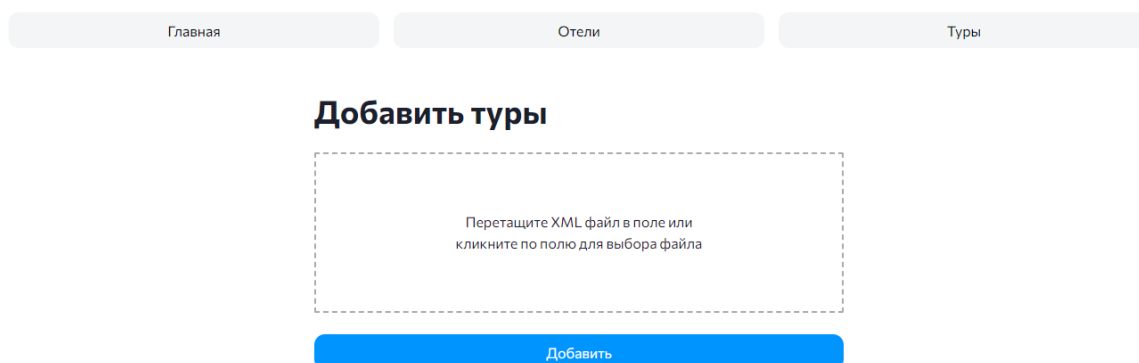 Главная
Отели
Туры
Добавить туры
Перетащите XML файл в поле или
кликните по полю для выбора файла
Добавить